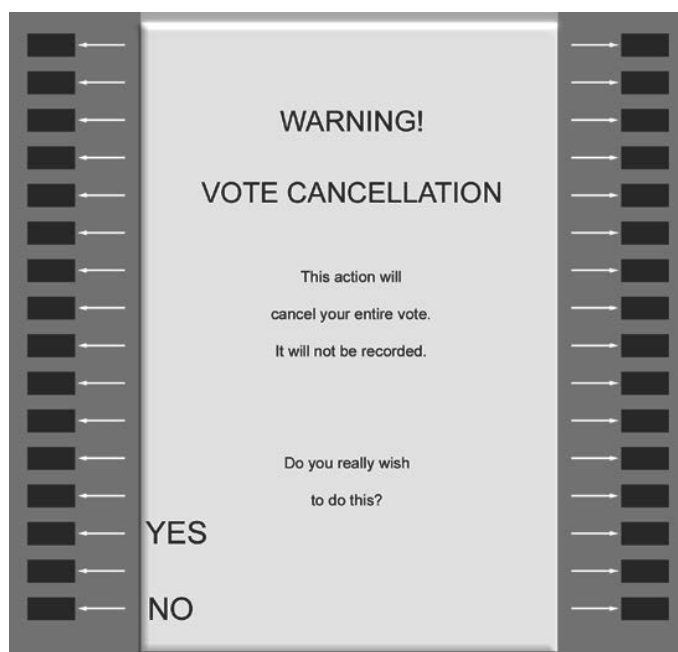 WARNING!
VOTE CANCELLATION
This action will
cancel your entire vote.
It will not be recorded.
Do you really wish
to do this?
YES
NO